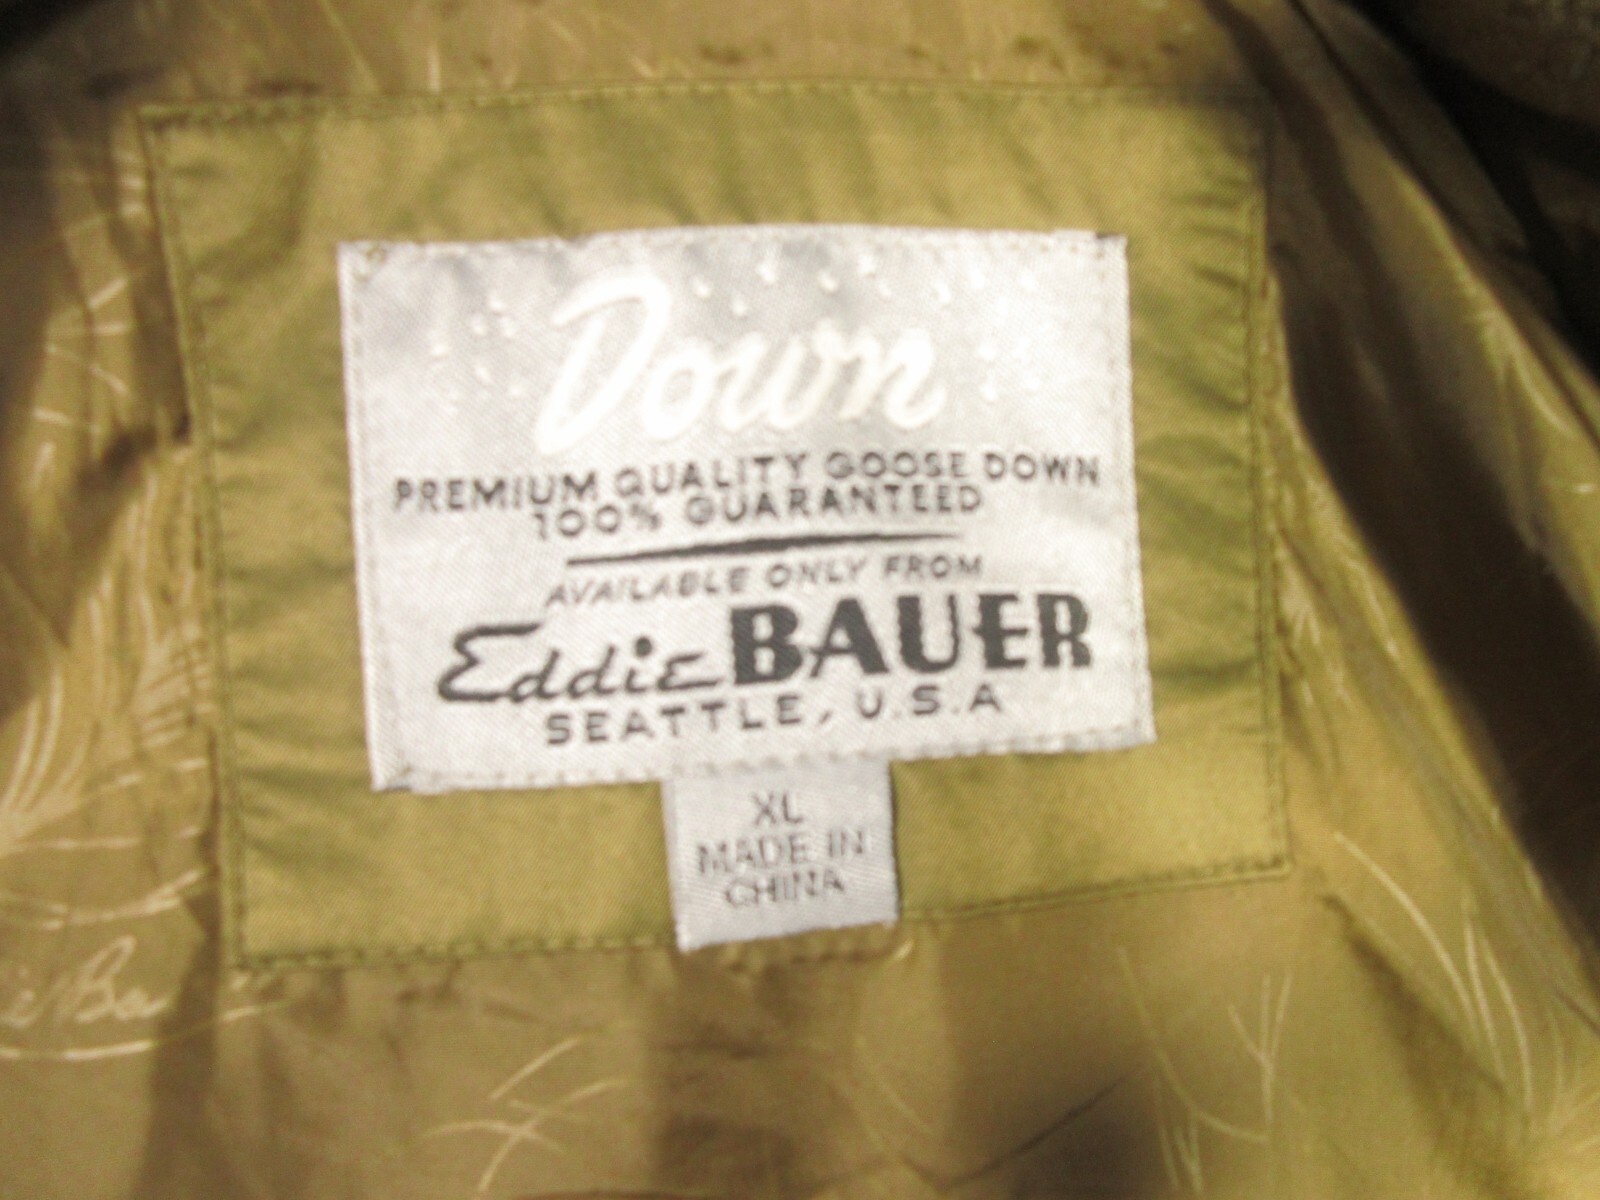 Down
PREMIUM QUALITY GOOSE DOWN
100% GUARANTEED
AVAILABLE ONLY FROM
Eddie BAUER
SEATTLE, U.S.A
XL
MADE IN
CHINA